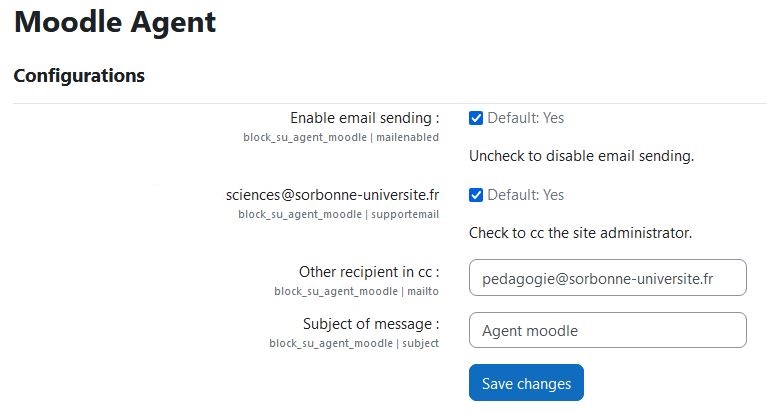 Moodle Agent
Configurations
Enable email sending :
block_su_agent_moodle | mailenabled
Default: Yes
Uncheck to disable email sending.
sciences@sorbonne-universite.fr
block_su_agent_moodle | supportemail
Default: Yes
Check to cc the site administrator.
Other recipient in cc :
block_su_agent_moodle | mailto
pedagogie@sorbonne-universite.fr
Subject of message :
block_su_agent_moodle | subject
Agent moodle
Save changes